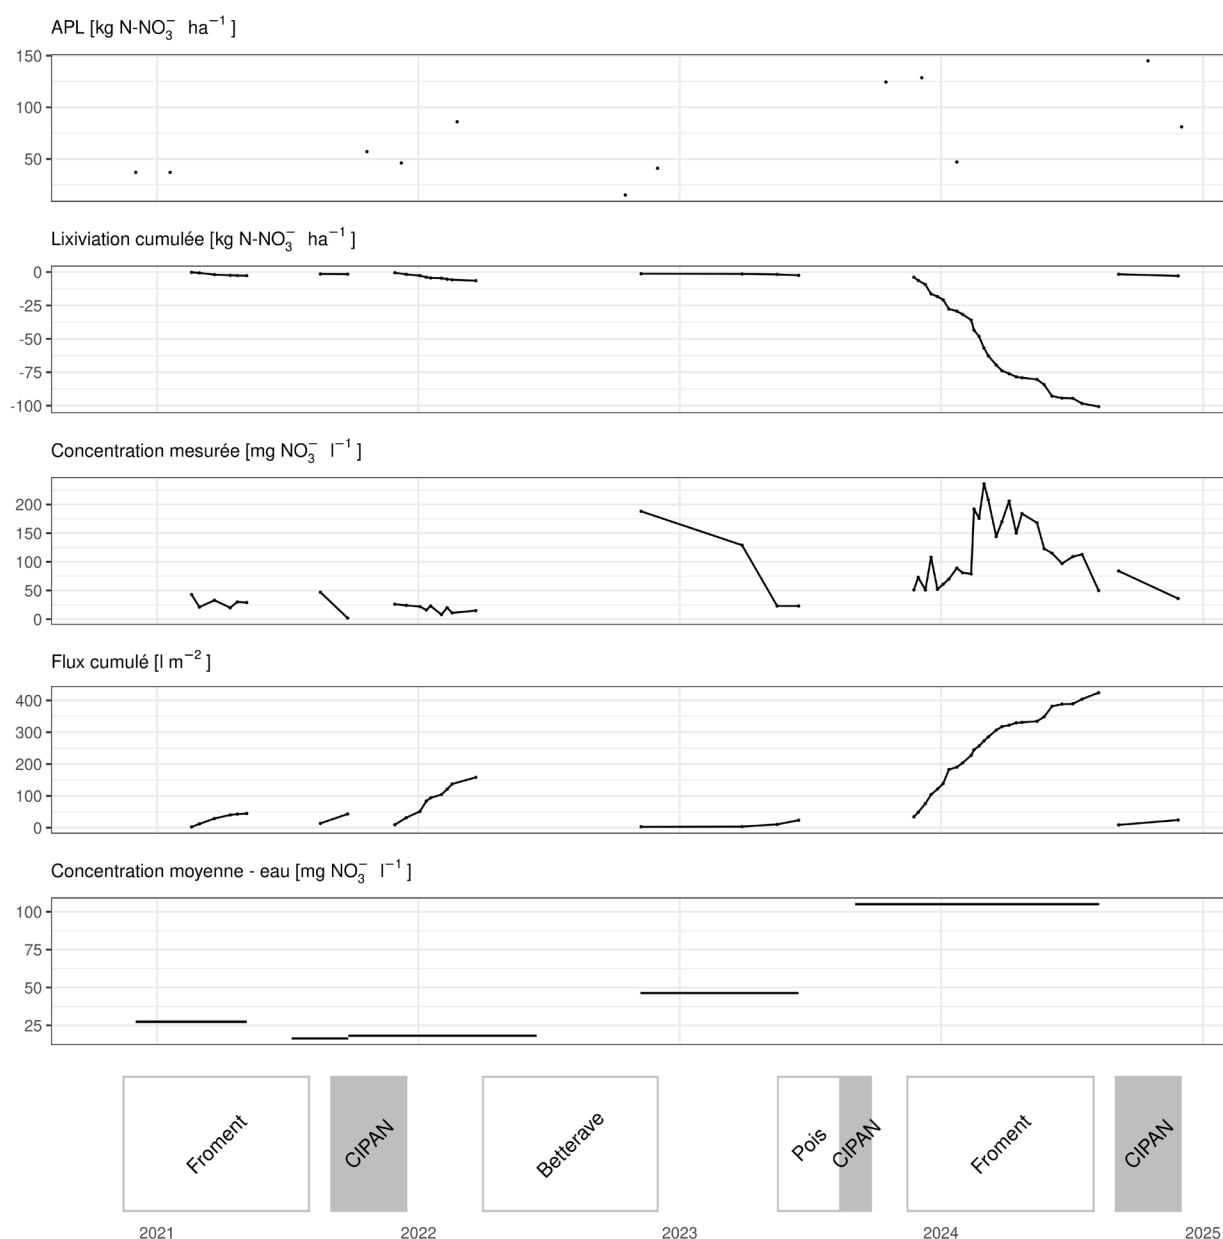 APL [kg N-NO₃⁻ ha⁻¹ ]
150
100
50
Lixiviation cumulée [kg N-NO₃⁻ ha⁻¹ ]
0
-25
-50
-75
-100
Concentration mesurée [mg NO₃⁻ l⁻¹ ]
200
150
100
50
0
Flux cumulé [l m⁻² ]
400
300
200
100
0
Concentration moyenne - eau [mg NO₃⁻ l⁻¹ ]
100
75
50
25
Froment
CIPAN
Betterave
Pois
CIPAN
Froment
CIPAN
2021 2022 2023 2024 2025